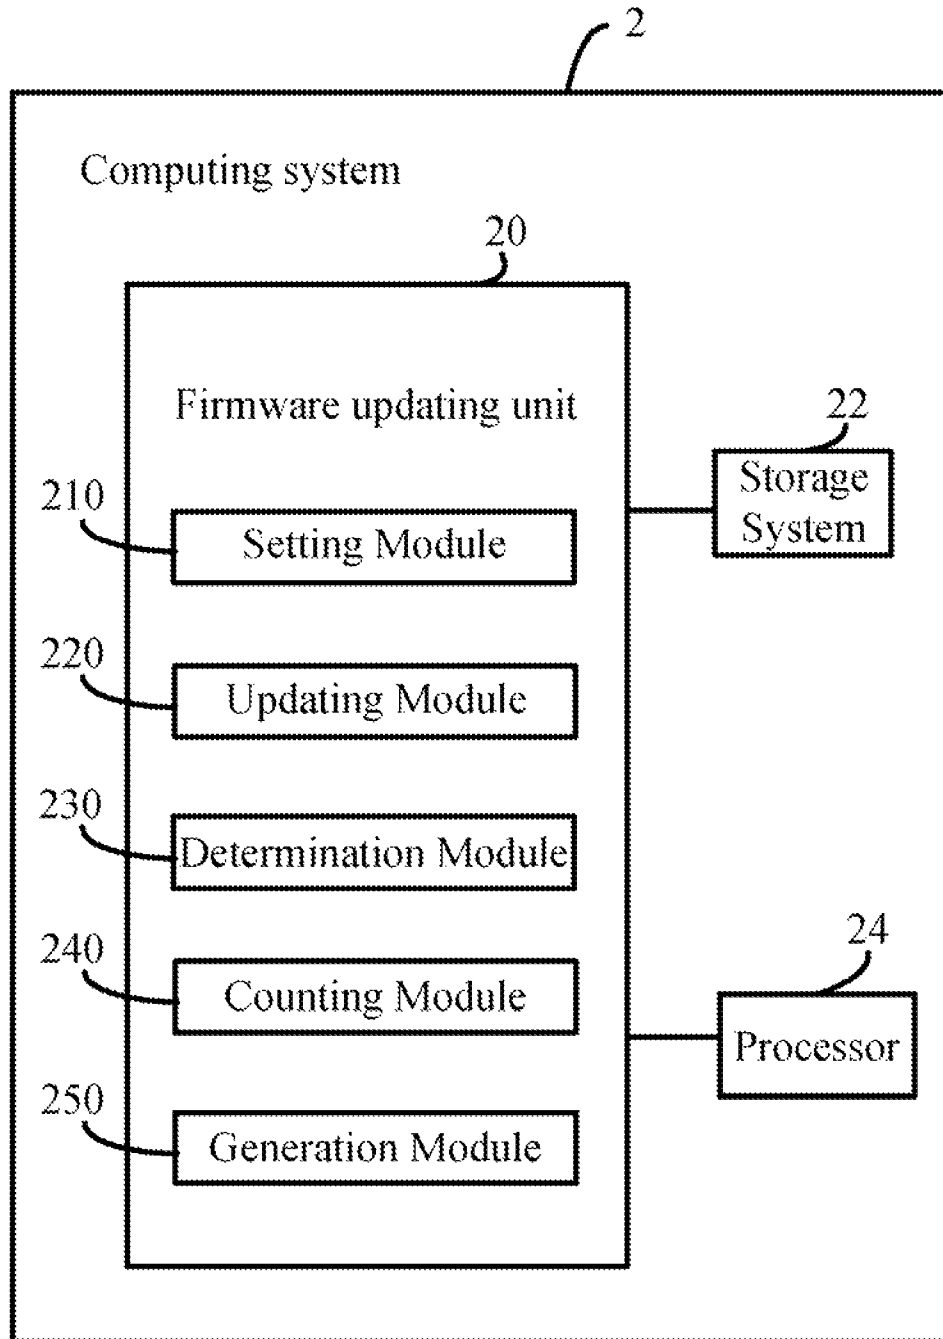 2
Computing system
20
Firmware updating unit
22
Storage
System
210
Setting Module
220
Updating Module
230
Determination Module
240
Counting Module
24
Processor
250
Generation Module